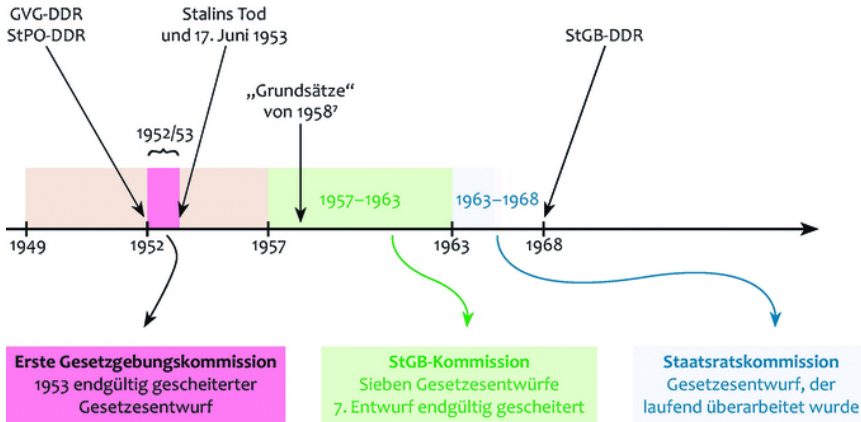 GVG-DDR
StPO-DDR
Stalins Tod
und 17. Juni 1953
StGB-DDR
„Grundsätze“
von 1958⁷
1952/53
1957–1963
1963–1968
1949
1952
1957
1963
1968
Erste Gesetzgebungskommission
1953 endgültig gescheiterter
Gesetzesentwurf
StGB-Kommission
Sieben Gesetzesentwürfe
7. Entwurf endgültig gescheitert
Staatsratskommission
Gesetzesentwurf, der
laufend überarbeitet wurde